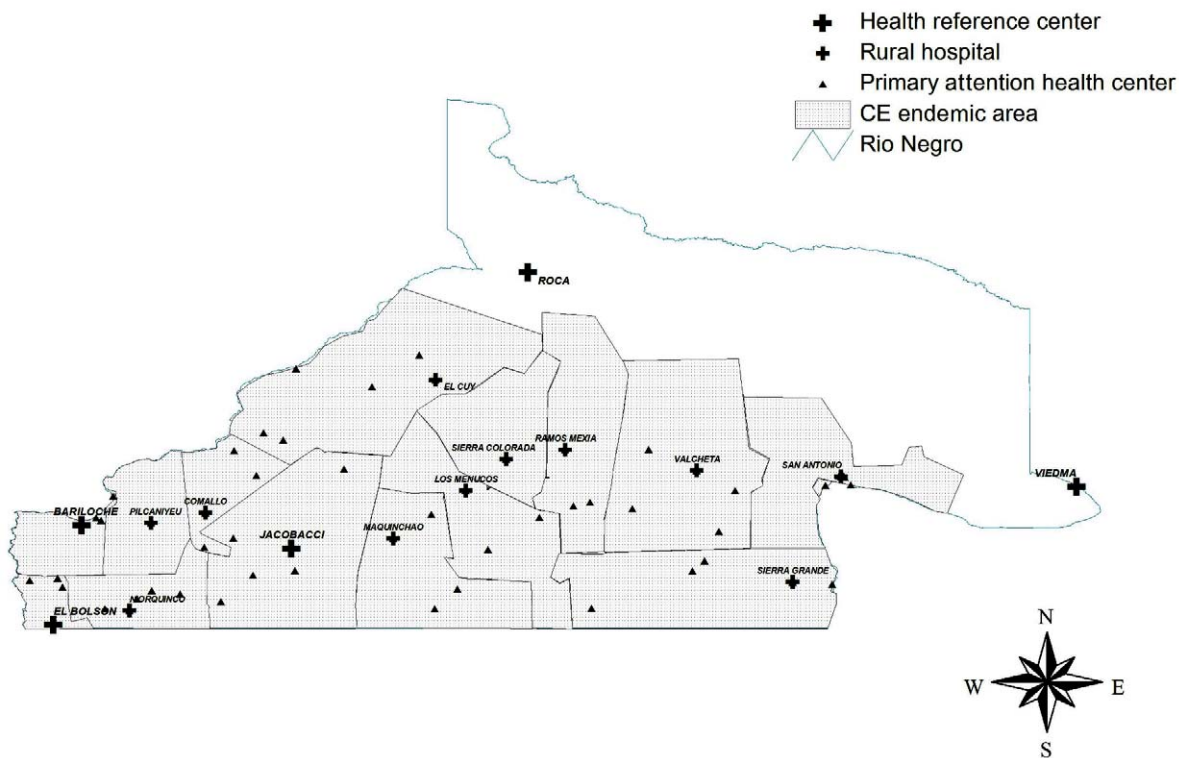 Health reference center
Rural hospital
Primary attention health center
CE endemic area
Rio Negro
ROCA
EL CUY
RAMOS MEXIA
SIERRA COLORADA
VALCHETA
SAN ANTONIO
VIEDMA
LOS MENUCOS
COMALLO
BARILOCHE
PILCANIYEU
MAQUINCHAO
JACOBACCI
SIERRA GRANDE
ÑORQUINCO
EL BOLSON
N
W
E
S